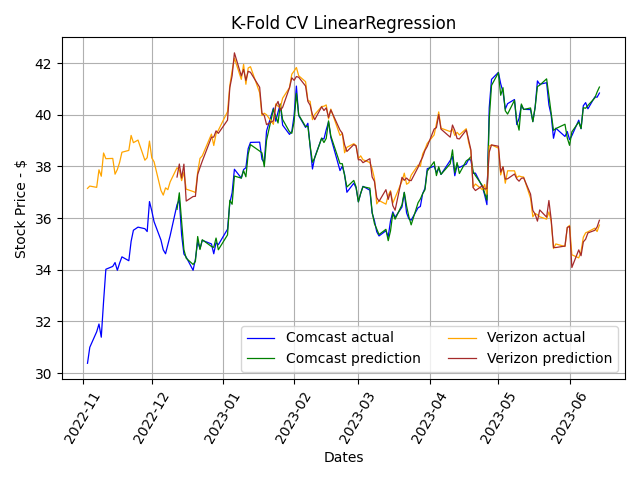 K-Fold CV LinearRegression
Stock Price - $
42
40
38
36
34
32
30
Comcast actual
Comcast prediction
Verizon actual
Verizon prediction
2022-11
2022-12
2023-01
2023-02
2023-03
2023-04
2023-05
2023-06
Dates